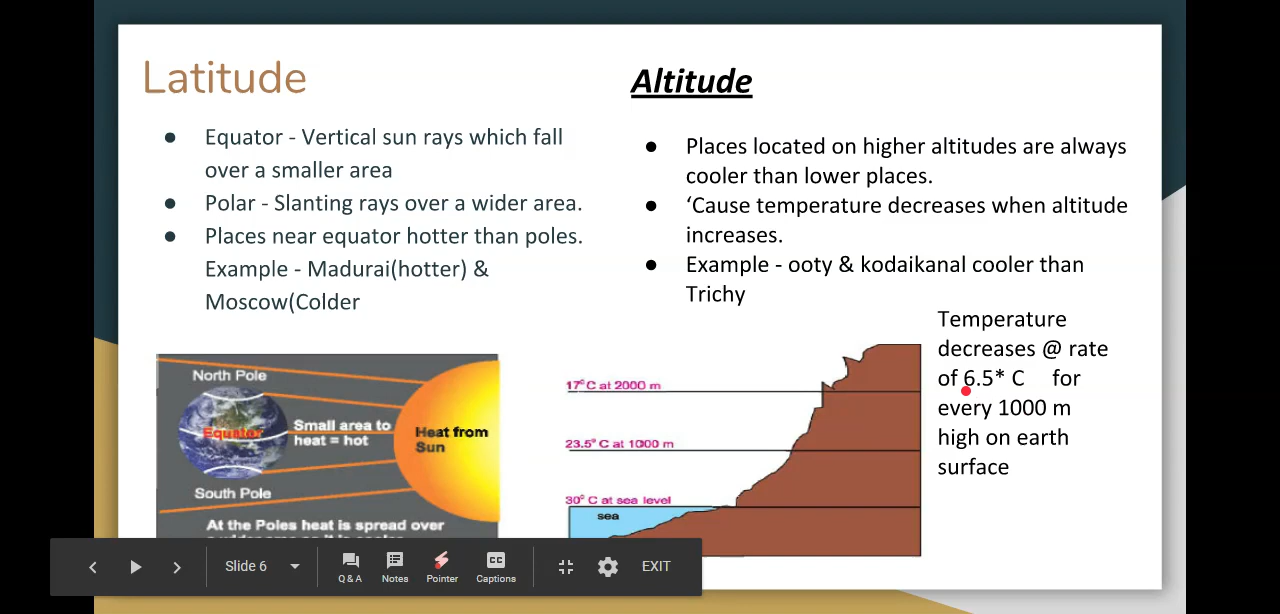 Latitude
Equator - Vertical sun rays which fall
over a smaller area
Polar - Slanting rays over a wider area.
Places near equator hotter than poles.
Example - Madurai(hotter) &
Moscow(Colder
North Pole
Equator
Small area to
heat = hot
Heat from
Sun
South Pole
At the Poles heat is spread over
Altitude
Places located on higher altitudes are always
cooler than lower places.
‘Cause temperature decreases when altitude
increases.
Example - ooty & kodaikanal cooler than
Trichy
17°C at 2000 m
23.5°C at 1000 m
30°C at sea level
sea
Temperature
decreases @ rate
of 6.5* C for
every 1000 m
high on earth
surface
Slide 6
Q & A
Notes
Pointer
CC
Captions
EXIT